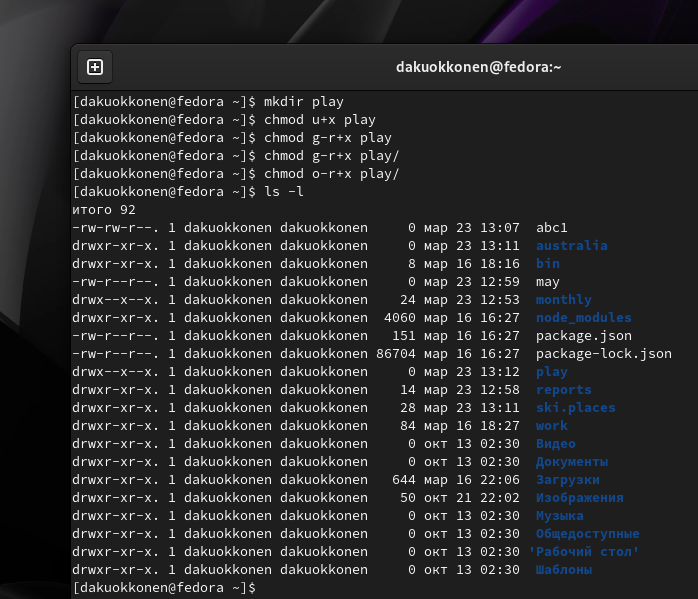 dakuokkonen@fedora:~
[dakuokkonen@fedora ~]$ mkdir play
[dakuokkonen@fedora ~]$ chmod u+x play
[dakuokkonen@fedora ~]$ chmod g-r+x play
[dakuokkonen@fedora ~]$ chmod g-r+x play/
[dakuokkonen@fedora ~]$ chmod o-r+x play/
[dakuokkonen@fedora ~]$ ls -l
итого 92
-rw-rw-r--. 1 dakuokkonen dakuokkonen     0 мар 23 13:07  abc1
drwxr-xr-x. 1 dakuokkonen dakuokkonen     0 мар 23 13:11  australia
drwxr-xr-x. 1 dakuokkonen dakuokkonen     8 мар 16 18:16  bin
-rw-r--r--. 1 dakuokkonen dakuokkonen     0 мар 23 12:59  may
drwx--x--x. 1 dakuokkonen dakuokkonen    24 мар 23 12:53  monthly
drwxr-xr-x. 1 dakuokkonen dakuokkonen  4060 мар 16 16:27  node_modules
-rw-r--r--. 1 dakuokkonen dakuokkonen   151 мар 16 16:27  package.json
-rw-r--r--. 1 dakuokkonen dakuokkonen 86704 мар 16 16:27  package-lock.json
drwx--x--x. 1 dakuokkonen dakuokkonen     0 мар 23 13:12  play
drwxr-xr-x. 1 dakuokkonen dakuokkonen    14 мар 23 12:58  reports
drwxr-xr-x. 1 dakuokkonen dakuokkonen    28 мар 23 13:11  ski.places
drwxr-xr-x. 1 dakuokkonen dakuokkonen    84 мар 16 18:27  work
drwxr-xr-x. 1 dakuokkonen dakuokkonen     0 окт 13 02:30  Видео
drwxr-xr-x. 1 dakuokkonen dakuokkonen     0 окт 13 02:30  Документы
drwxr-xr-x. 1 dakuokkonen dakuokkonen   644 мар 16 22:06  Загрузки
drwxr-xr-x. 1 dakuokkonen dakuokkonen    50 окт 21 22:02  Изображения
drwxr-xr-x. 1 dakuokkonen dakuokkonen     0 окт 13 02:30  Музыка
drwxr-xr-x. 1 dakuokkonen dakuokkonen     0 окт 13 02:30  Общедоступные
drwxr-xr-x. 1 dakuokkonen dakuokkonen     0 окт 13 02:30 'Рабочий стол'
drwxr-xr-x. 1 dakuokkonen dakuokkonen     0 окт 13 02:30  Шаблоны
[dakuokkonen@fedora ~]$